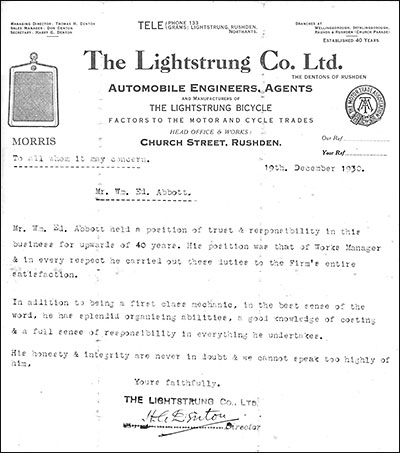 MANAGING DIRECTOR: THOMAS H. DENTON
SALES MANAGER: DON DENTON
SECRETARY: HARRY G. DENTON
TELE PHONE 133
GRAMS: LIGHTSTRUNG, RUSHDEN, NORTHANTS.
BRANCHES AT
WELLINGBOROUGH, IRTHLINGBOROUGH,
RAUNDS & RUSHDEN (CHURCH PARADE)
ESTABLISHED 40 YEARS
The Lightstrung Co. Ltd.
THE DENTONS OF RUSHDEN
AUTOMOBILE ENGINEERS, AGENTS
AND MANUFACTURERS OF
THE LIGHTSTRUNG BICYCLE
FACTORS TO THE MOTOR AND CYCLE TRADES
HEAD OFFICE & WORKS:
CHURCH STREET, RUSHDEN.
MORRIS
Our Ref
Your Ref
To all whom it may concern.
19th. December 1930.
Mr. Wm. Ed. Abbott.
Mr. Wm. Ed. Abbott held a position of trust & responsibility in this
business for upwards of 40 years. His position was that of Works Manager
& in every respect he carried out these duties to the Firm's entire
satisfaction.
In addition to being a first class mechanic, in the best sense of the
word, he has splendid organising abilities, a good knowledge of costing
& a full sense of responsibility in everything he undertakes.
His honesty & integrity are never in doubt & we cannot speak too highly of
him.
Yours faithfully.
THE LIGHTSTRUNG CO., LTD.
Director